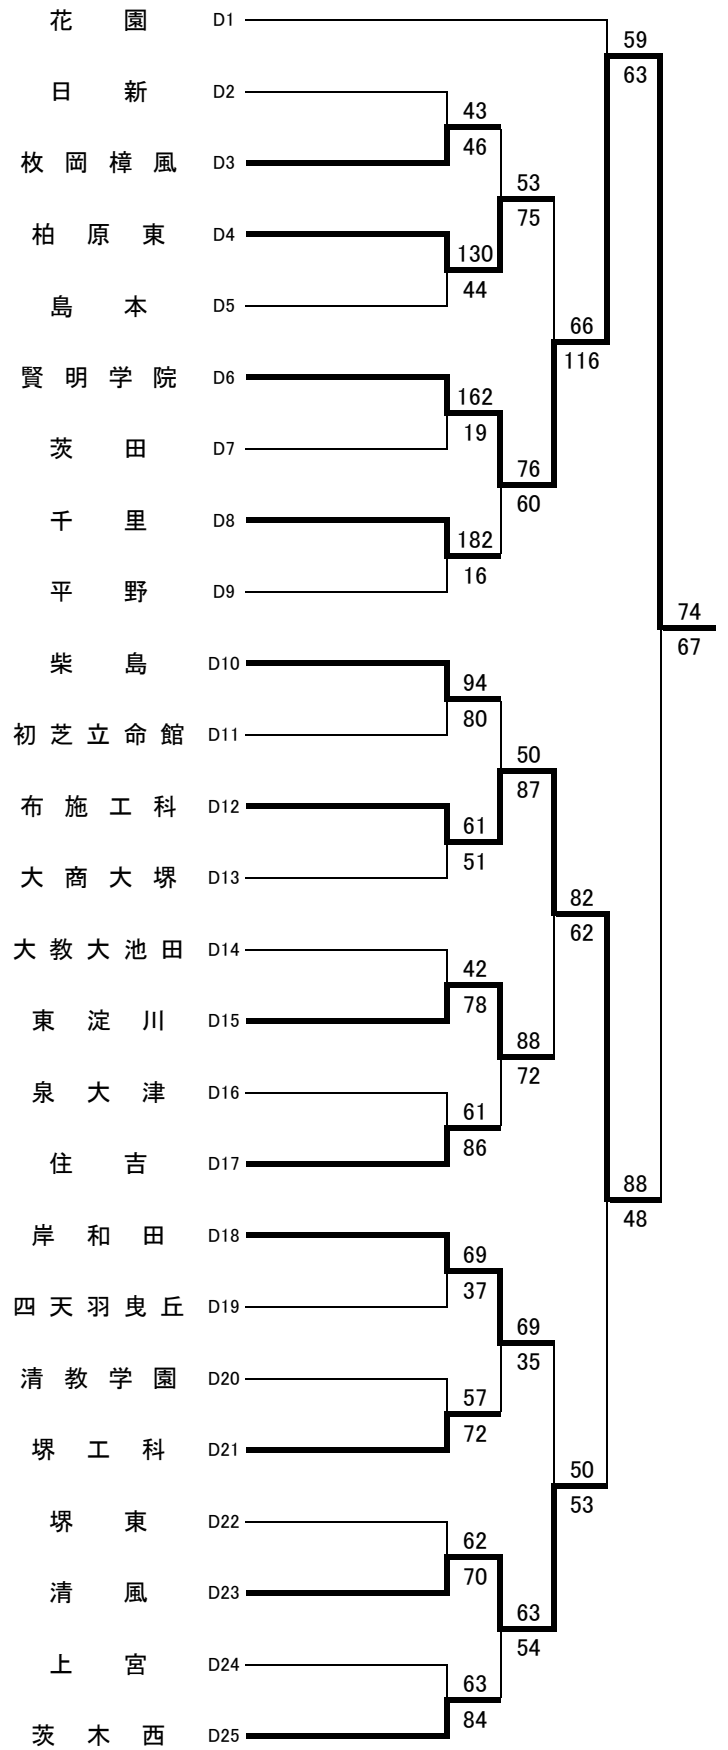 花園 D1
59
63
日新 D2
43
46
枚岡樟風 D3
53
75
柏原東 D4
130
44
島本 D5
66
116
賢明学院 D6
162
19
茨田 D7
76
60
千里 D8
182
16
平野 D9
74
67
柴島 D10
94
80
初芝立命館 D11
50
87
布施工科 D12
61
51
大商大堺 D13
82
62
大教大池田 D14
42
78
東淀川 D15
88
72
泉大津 D16
61
86
住吉 D17
88
48
岸和田 D18
69
37
四天羽曳丘 D19
69
35
清教学園 D20
57
72
堺工科 D21
50
53
堺東 D22
62
70
清風 D23
63
54
上宮 D24
63
84
茨木西 D25